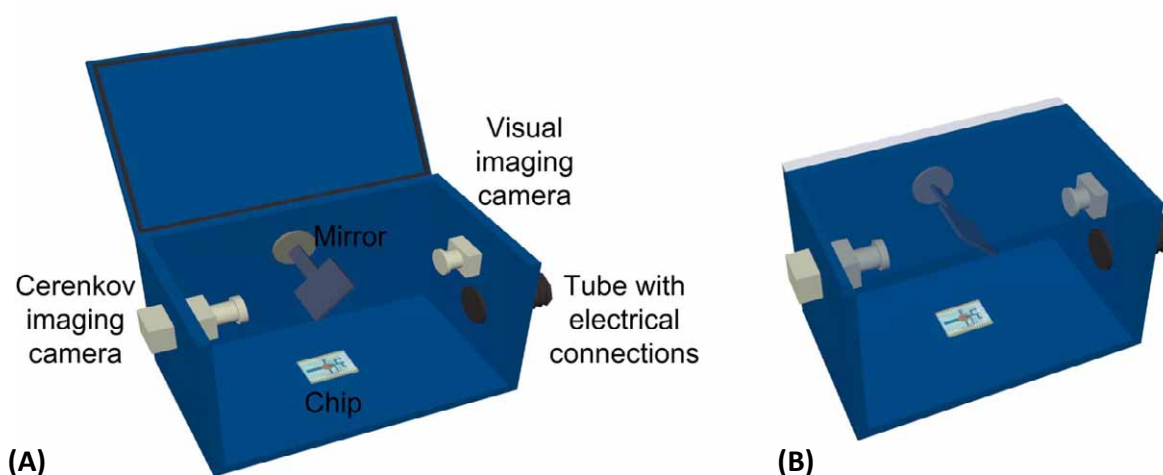 Visual
imaging
camera
Mirror
Cerenkov
imaging
camera
Tube with
electrical
connections
Chip
(A)
(B)